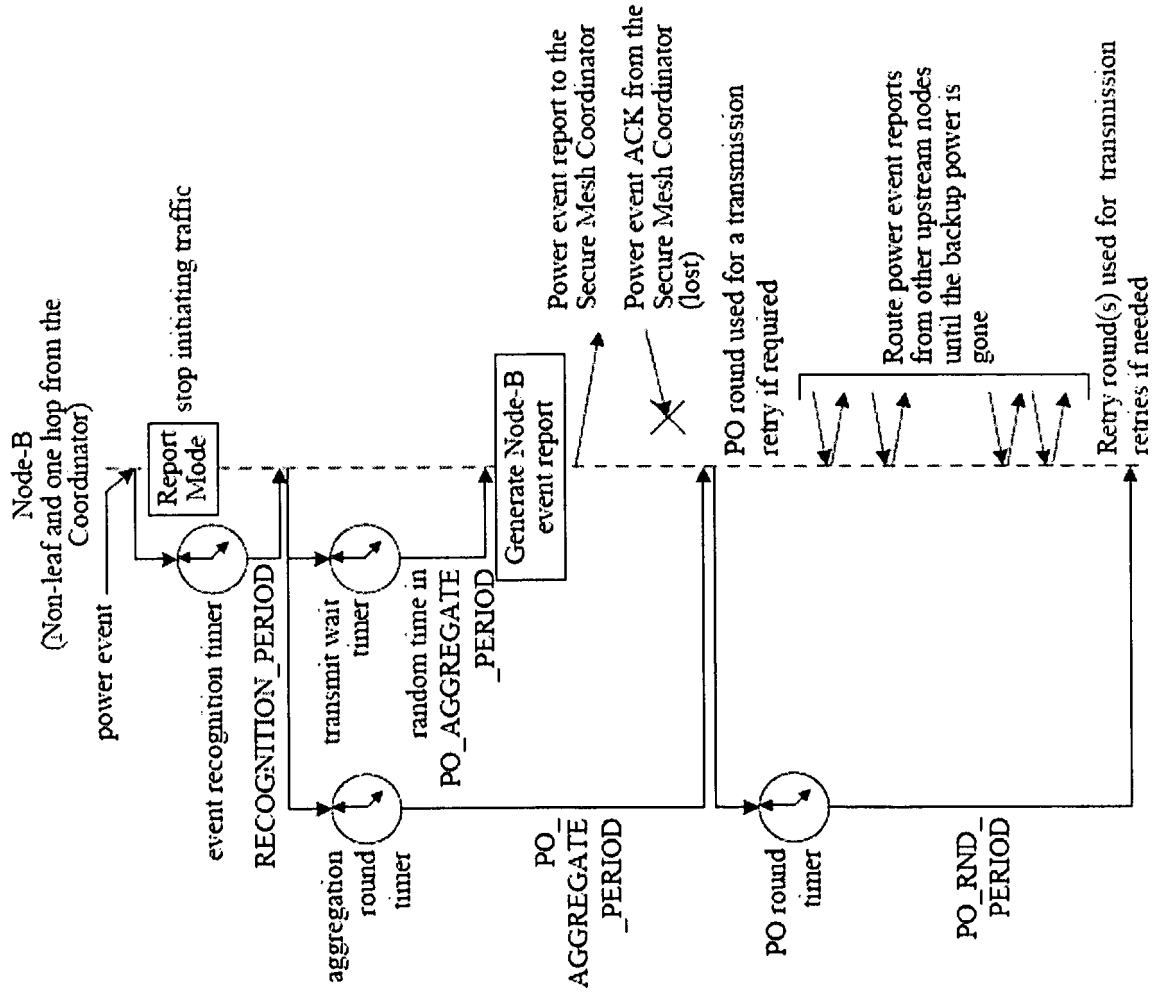 Node-B
(Non-leaf and one hop from the
Coordinator)
power event
Report
Mode
stop initiating traffic
event recognition timer
RECOGNITION_PERIOD
aggregation
round
timer
transmit wait
timer
random time in
PO_AGGREGATE
_PERIOD
Generate Node-B
event report
Power event report to the
Secure Mesh Coordinator
Power event ACK from the
Secure Mesh Coordinator
(lost)
PO_
AGGREGATE
_PERIOD
PO round used for a transmission
retry if required
PO round
timer
PO_RND_
PERIOD
Route power event reports
from other upstream nodes
until the backup power is
gone
Retry round(s) used for transmission
retries if needed